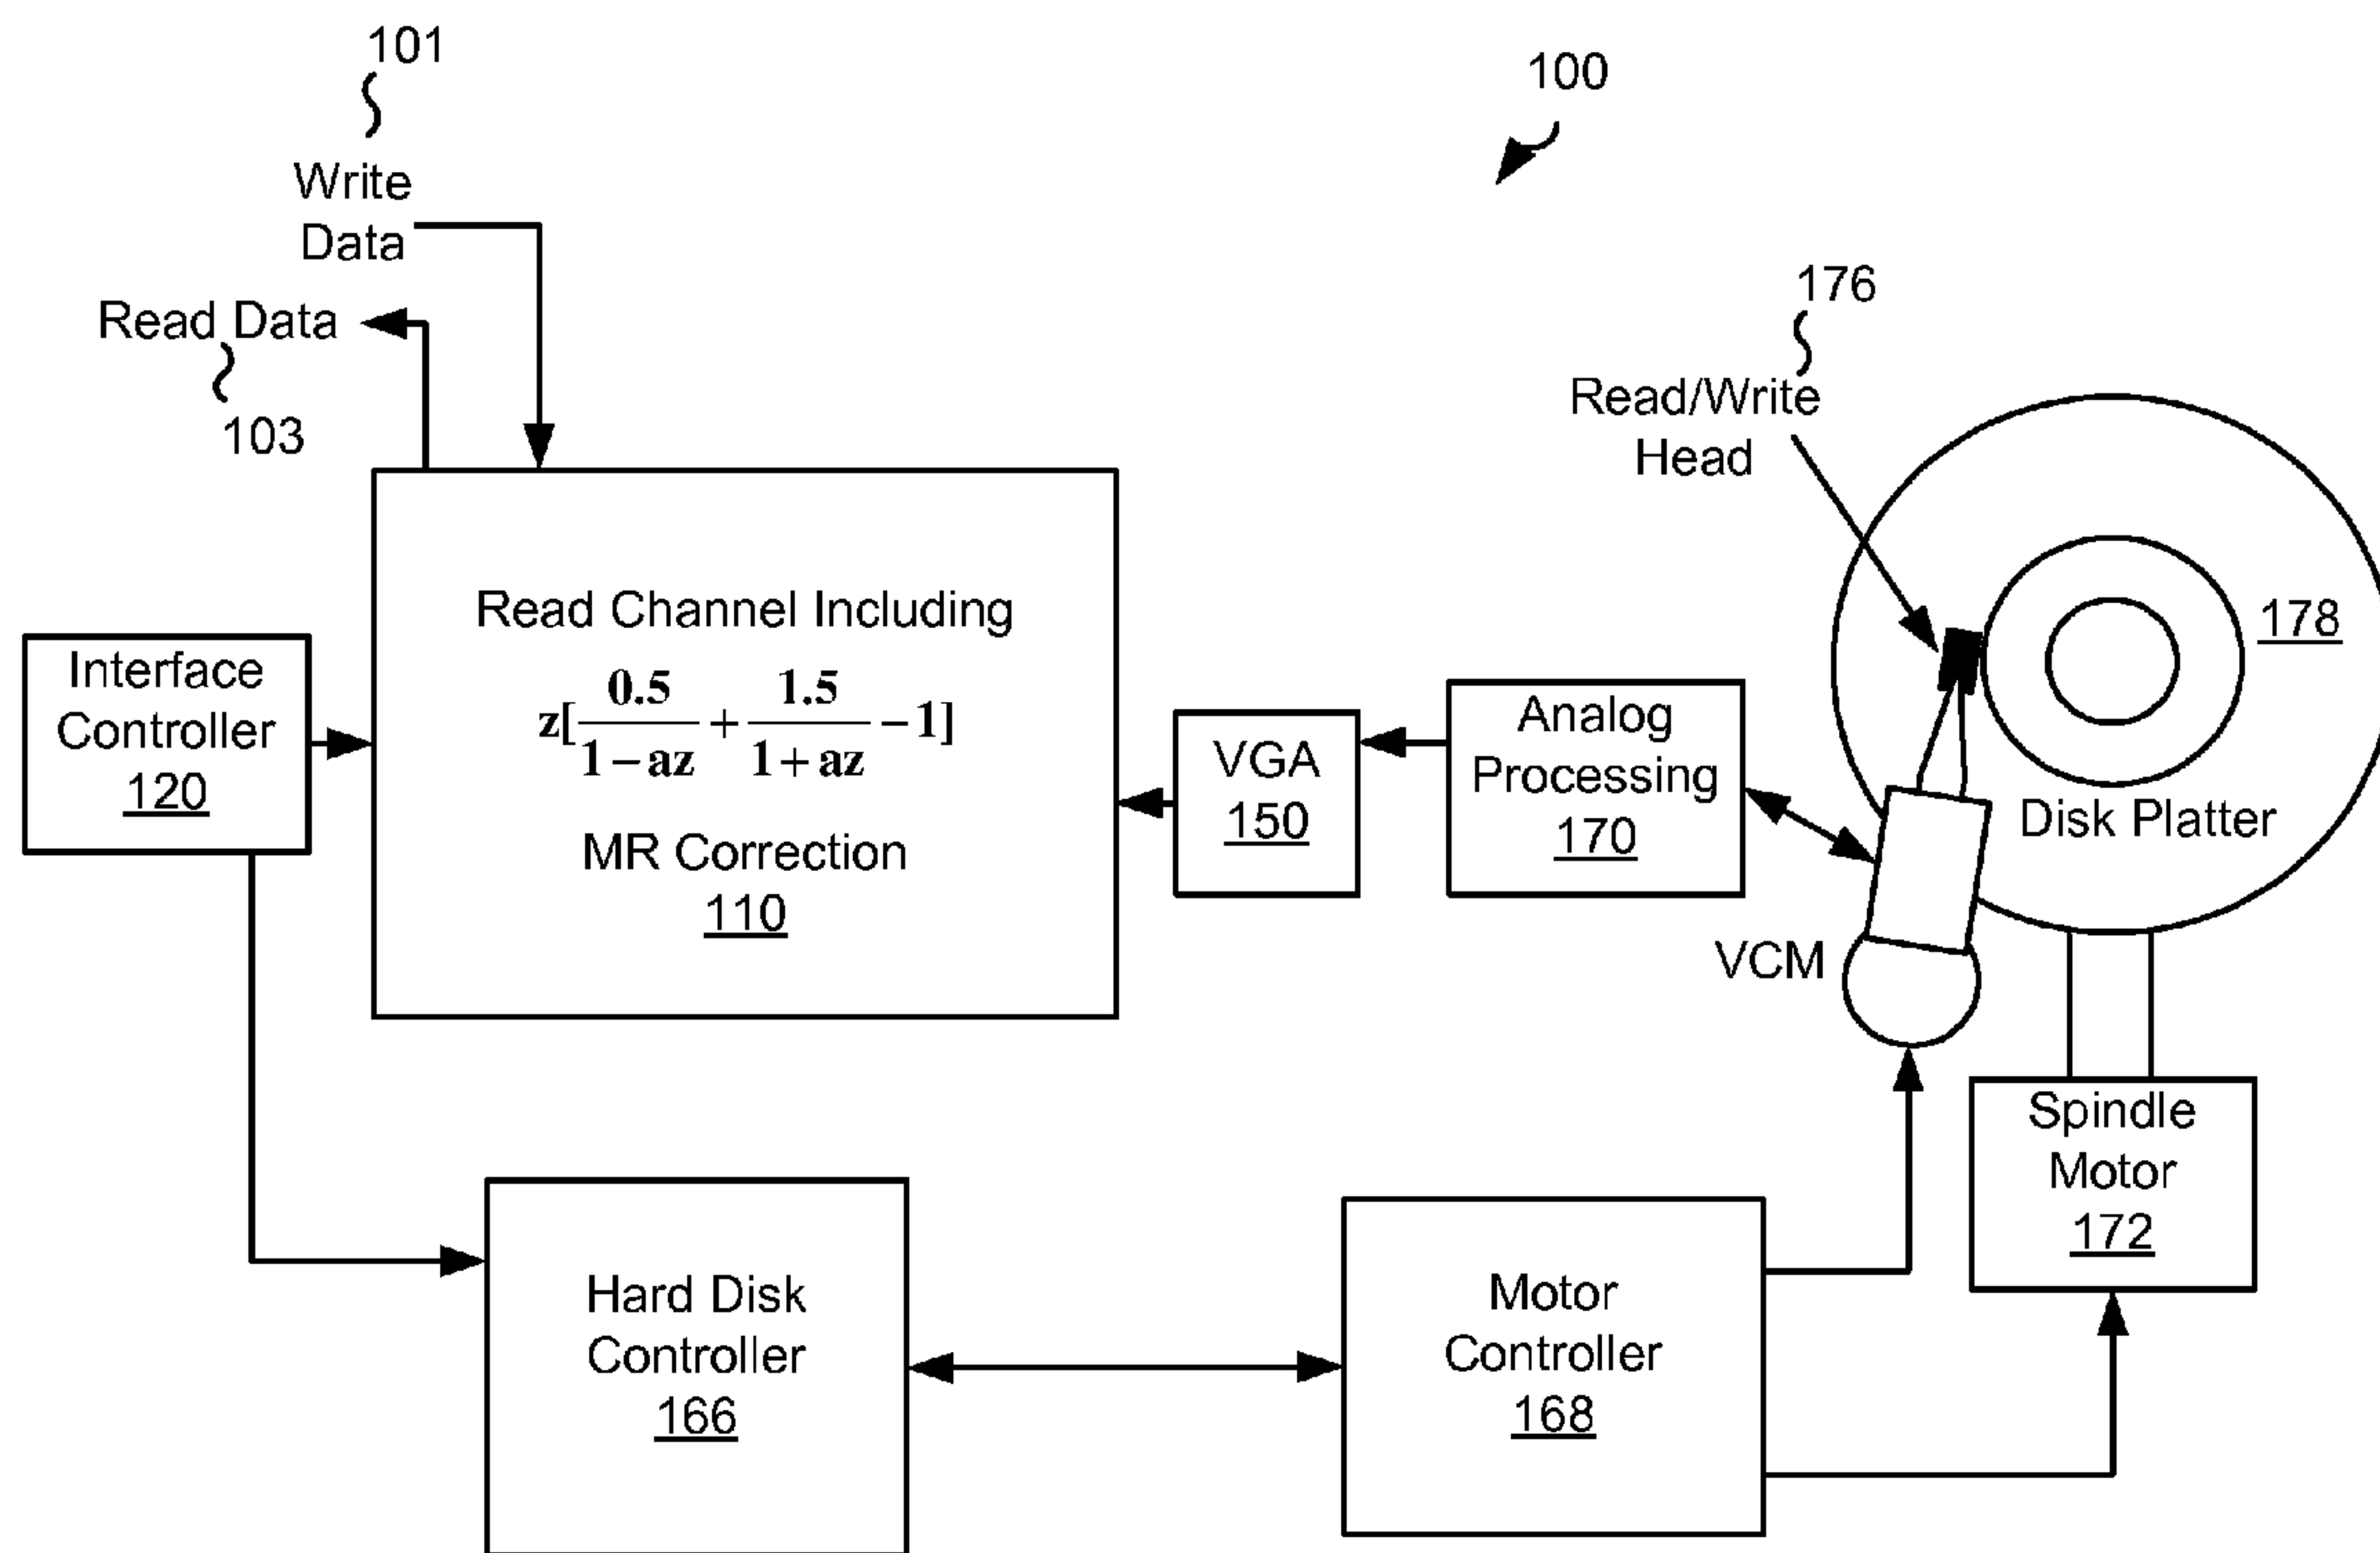 101
100
Write
Data
176
Read Data
103
Read/Write
Head
Read Channel Including
z[0.5/(1−az) + 1.5/(1+az) − 1]
MR Correction
110
Interface
Controller
120
VGA
150
Analog
Processing
170
178
Disk Platter
VCM
Spindle
Motor
172
Hard Disk
Controller
166
Motor
Controller
168